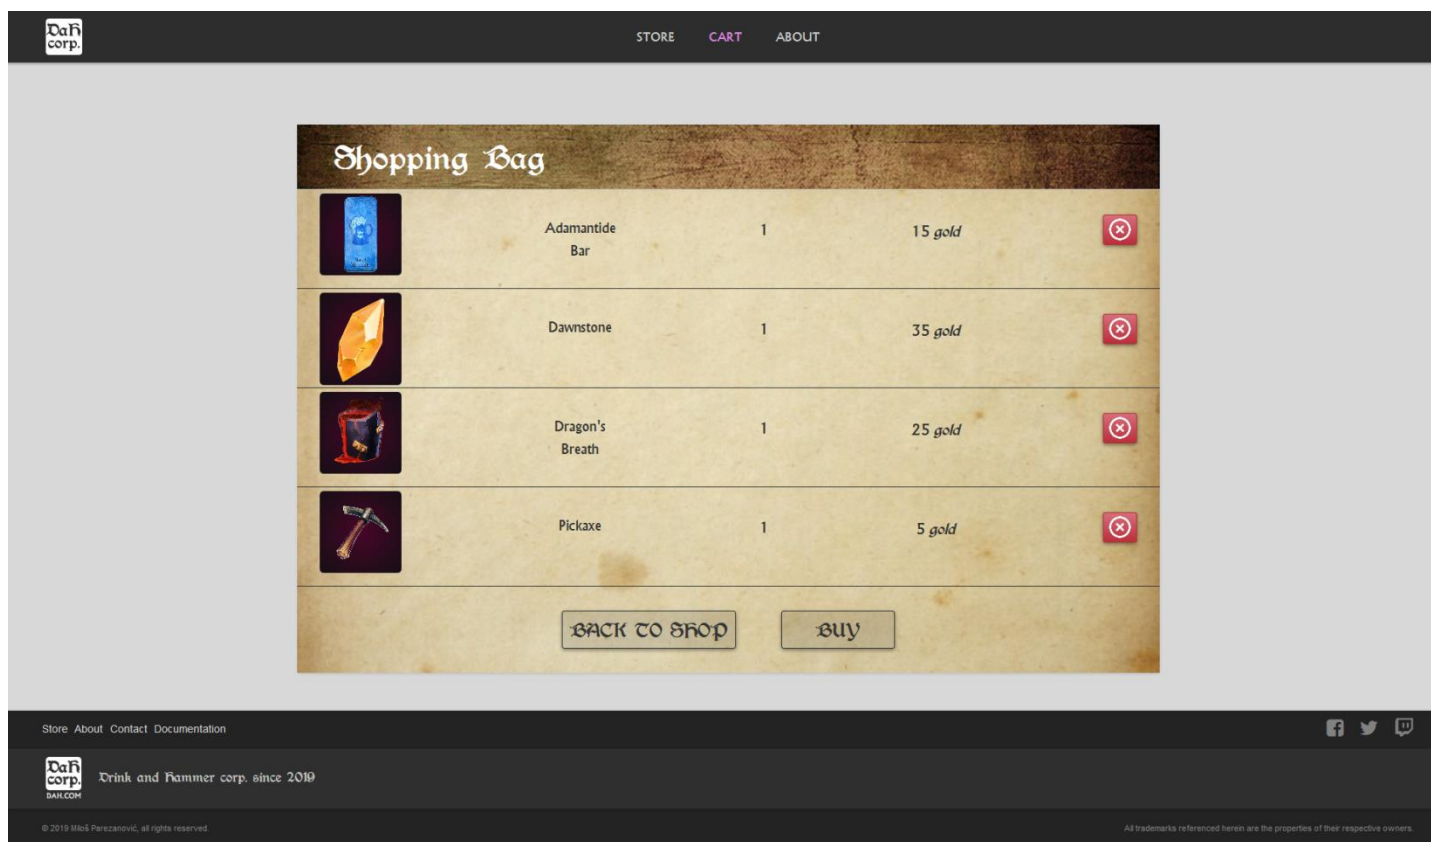 DaH
corp.
STORE CART ABOUT
Shopping Bag
Adamantide
Bar
1
15 gold
Dawnstone
1
35 gold
Dragon's
Breath
1
25 gold
Pickaxe
1
5 gold
BACK TO SHOP
BUY
Store About Contact Documentation
DaH
corp.
DAH.COM
Drink and Hammer corp. since 2019
© 2019 Miloš Parezanović, all rights reserved.
All trademarks referenced herein are the properties of their respective owners.